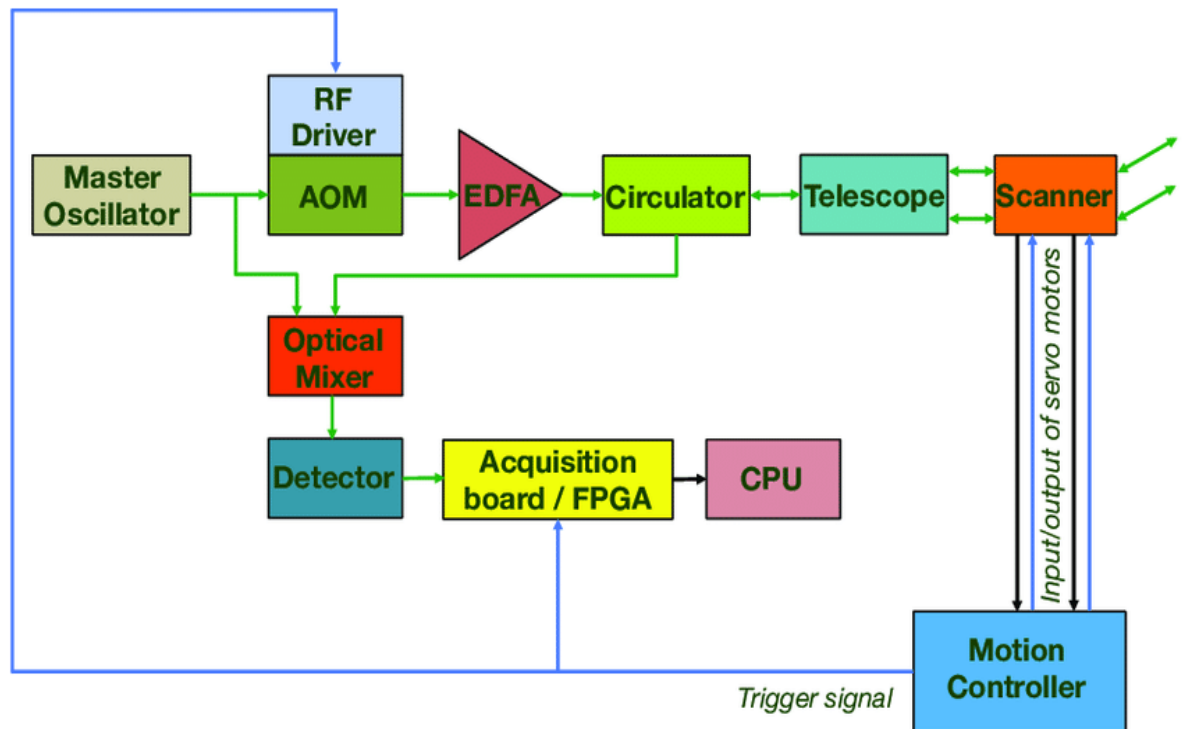 RF
Driver
Master
Oscillator
AOM
EDFA
Circulator
Telescope
Scanner
Optical
Mixer
Input/output of servo motors
Detector
Acquisition
board / FPGA
CPU
Motion
Controller
Trigger signal